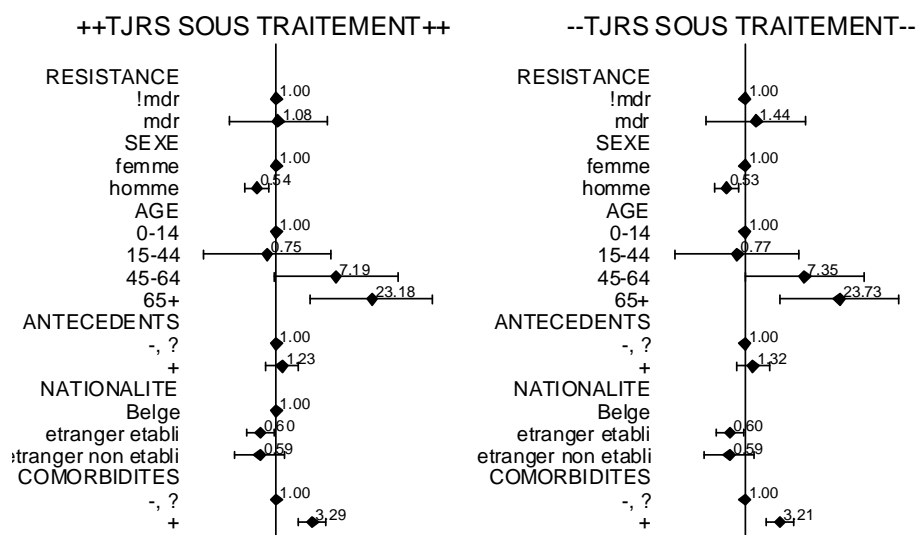 ++TJRS SOUS TRAITEMENT++
RESISTANCE
!mdr 1.00
mdr 1.08
SEXE
femme 1.00
homme 0.54
AGE
0-14 1.00
15-44 0.75
45-64 7.19
65+ 23.18
ANTECEDENTS
-, ? 1.00
+ 1.23
NATIONALITE
Belge 1.00
etranger etabli 0.60
etranger non etabli 0.59
COMORBIDITES
-, ? 1.00
+ 3.29
--TJRS SOUS TRAITEMENT--
RESISTANCE
!mdr 1.00
mdr 1.44
SEXE
femme 1.00
homme 0.53
AGE
0-14 1.00
15-44 0.77
45-64 7.35
65+ 23.73
ANTECEDENTS
-, ? 1.00
+ 1.32
NATIONALITE
Belge
etranger etabli 0.60
etranger non etabli 0.59
COMORBIDITES
-, ? 1.00
+ 3.21